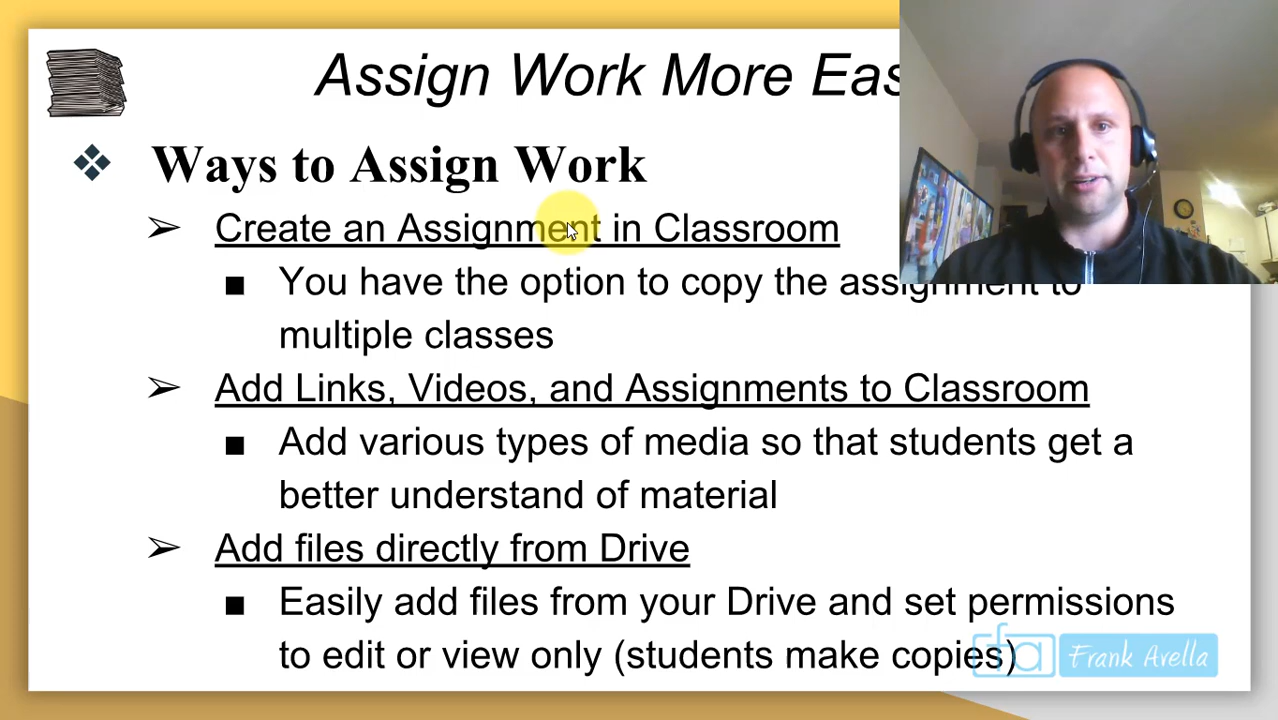 Assign Work More Eas
Ways to Assign Work
Create an Assignment in Classroom
You have the option to copy the assignment to
multiple classes
Add Links, Videos, and Assignments to Classroom
Add various types of media so that students get a
better understand of material
Add files directly from Drive
Easily add files from your Drive and set permissions
to edit or view only (students make copies)
fa Frank Avella